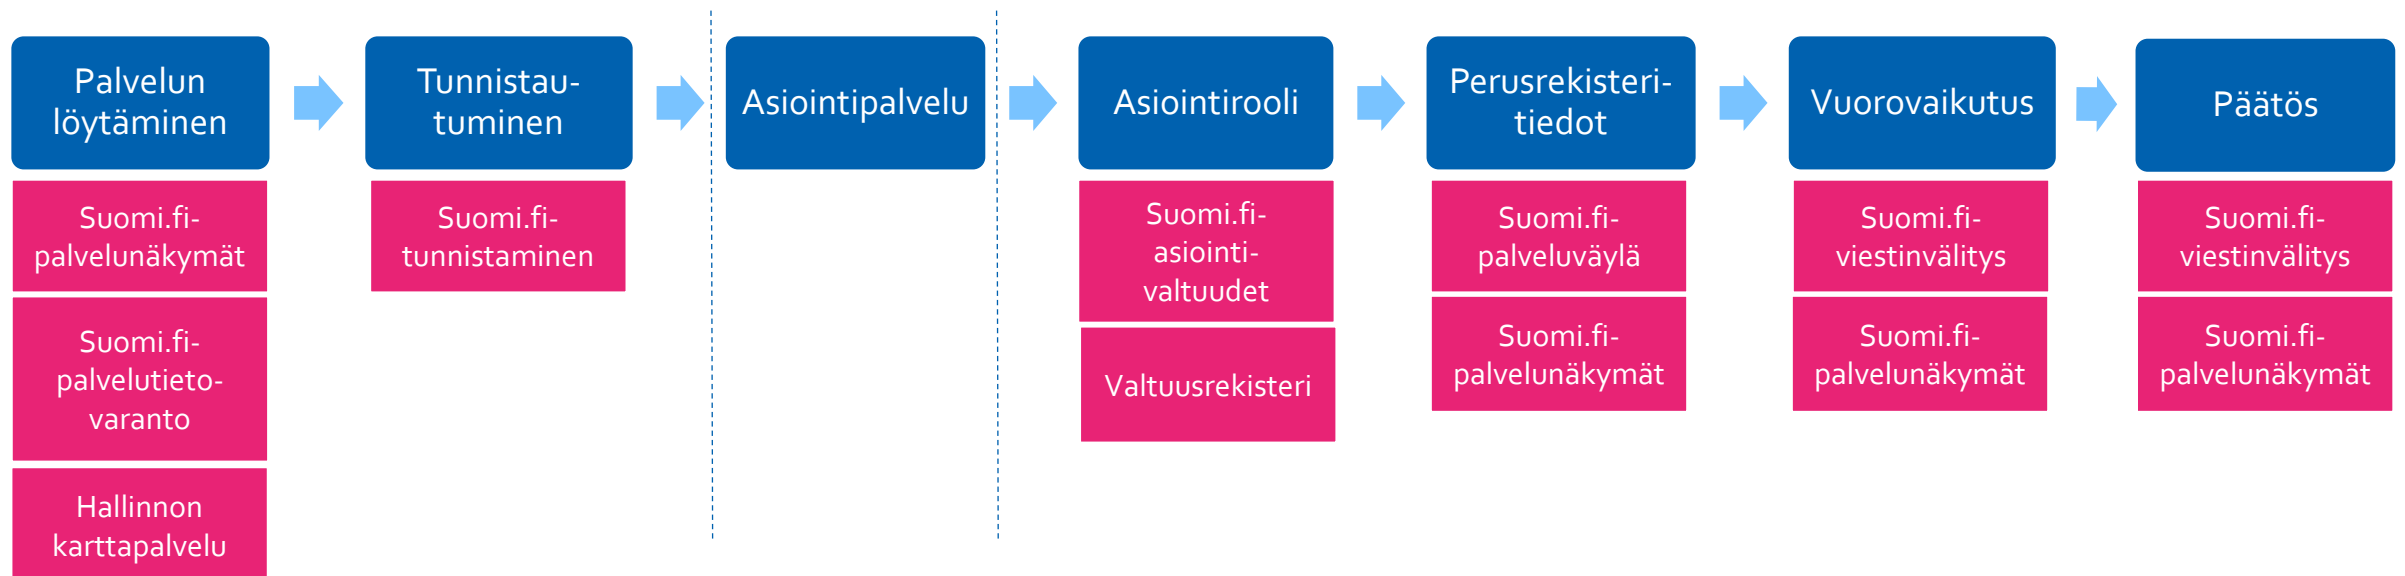 Palvelun
löytäminen
Tunnistau-
tuminen
Asiointipalvelu
Asiointirooli
Perusrekisteri-
tiedot
Vuorovaikutus
Päätös
Suomi.fi-
palvelunäkymät
Suomi.fi-
palvelutieto-
varanto
Hallinnon
karttapalvelu
Suomi.fi-
tunnistaminen
Suomi.fi-
asiointi-
valtuudet
Valtuusrekisteri
Suomi.fi-
palveluväylä
Suomi.fi-
palvelunäkymät
Suomi.fi-
viestinvälitys
Suomi.fi-
palvelunäkymät
Suomi.fi-
viestinvälitys
Suomi.fi-
palvelunäkymät